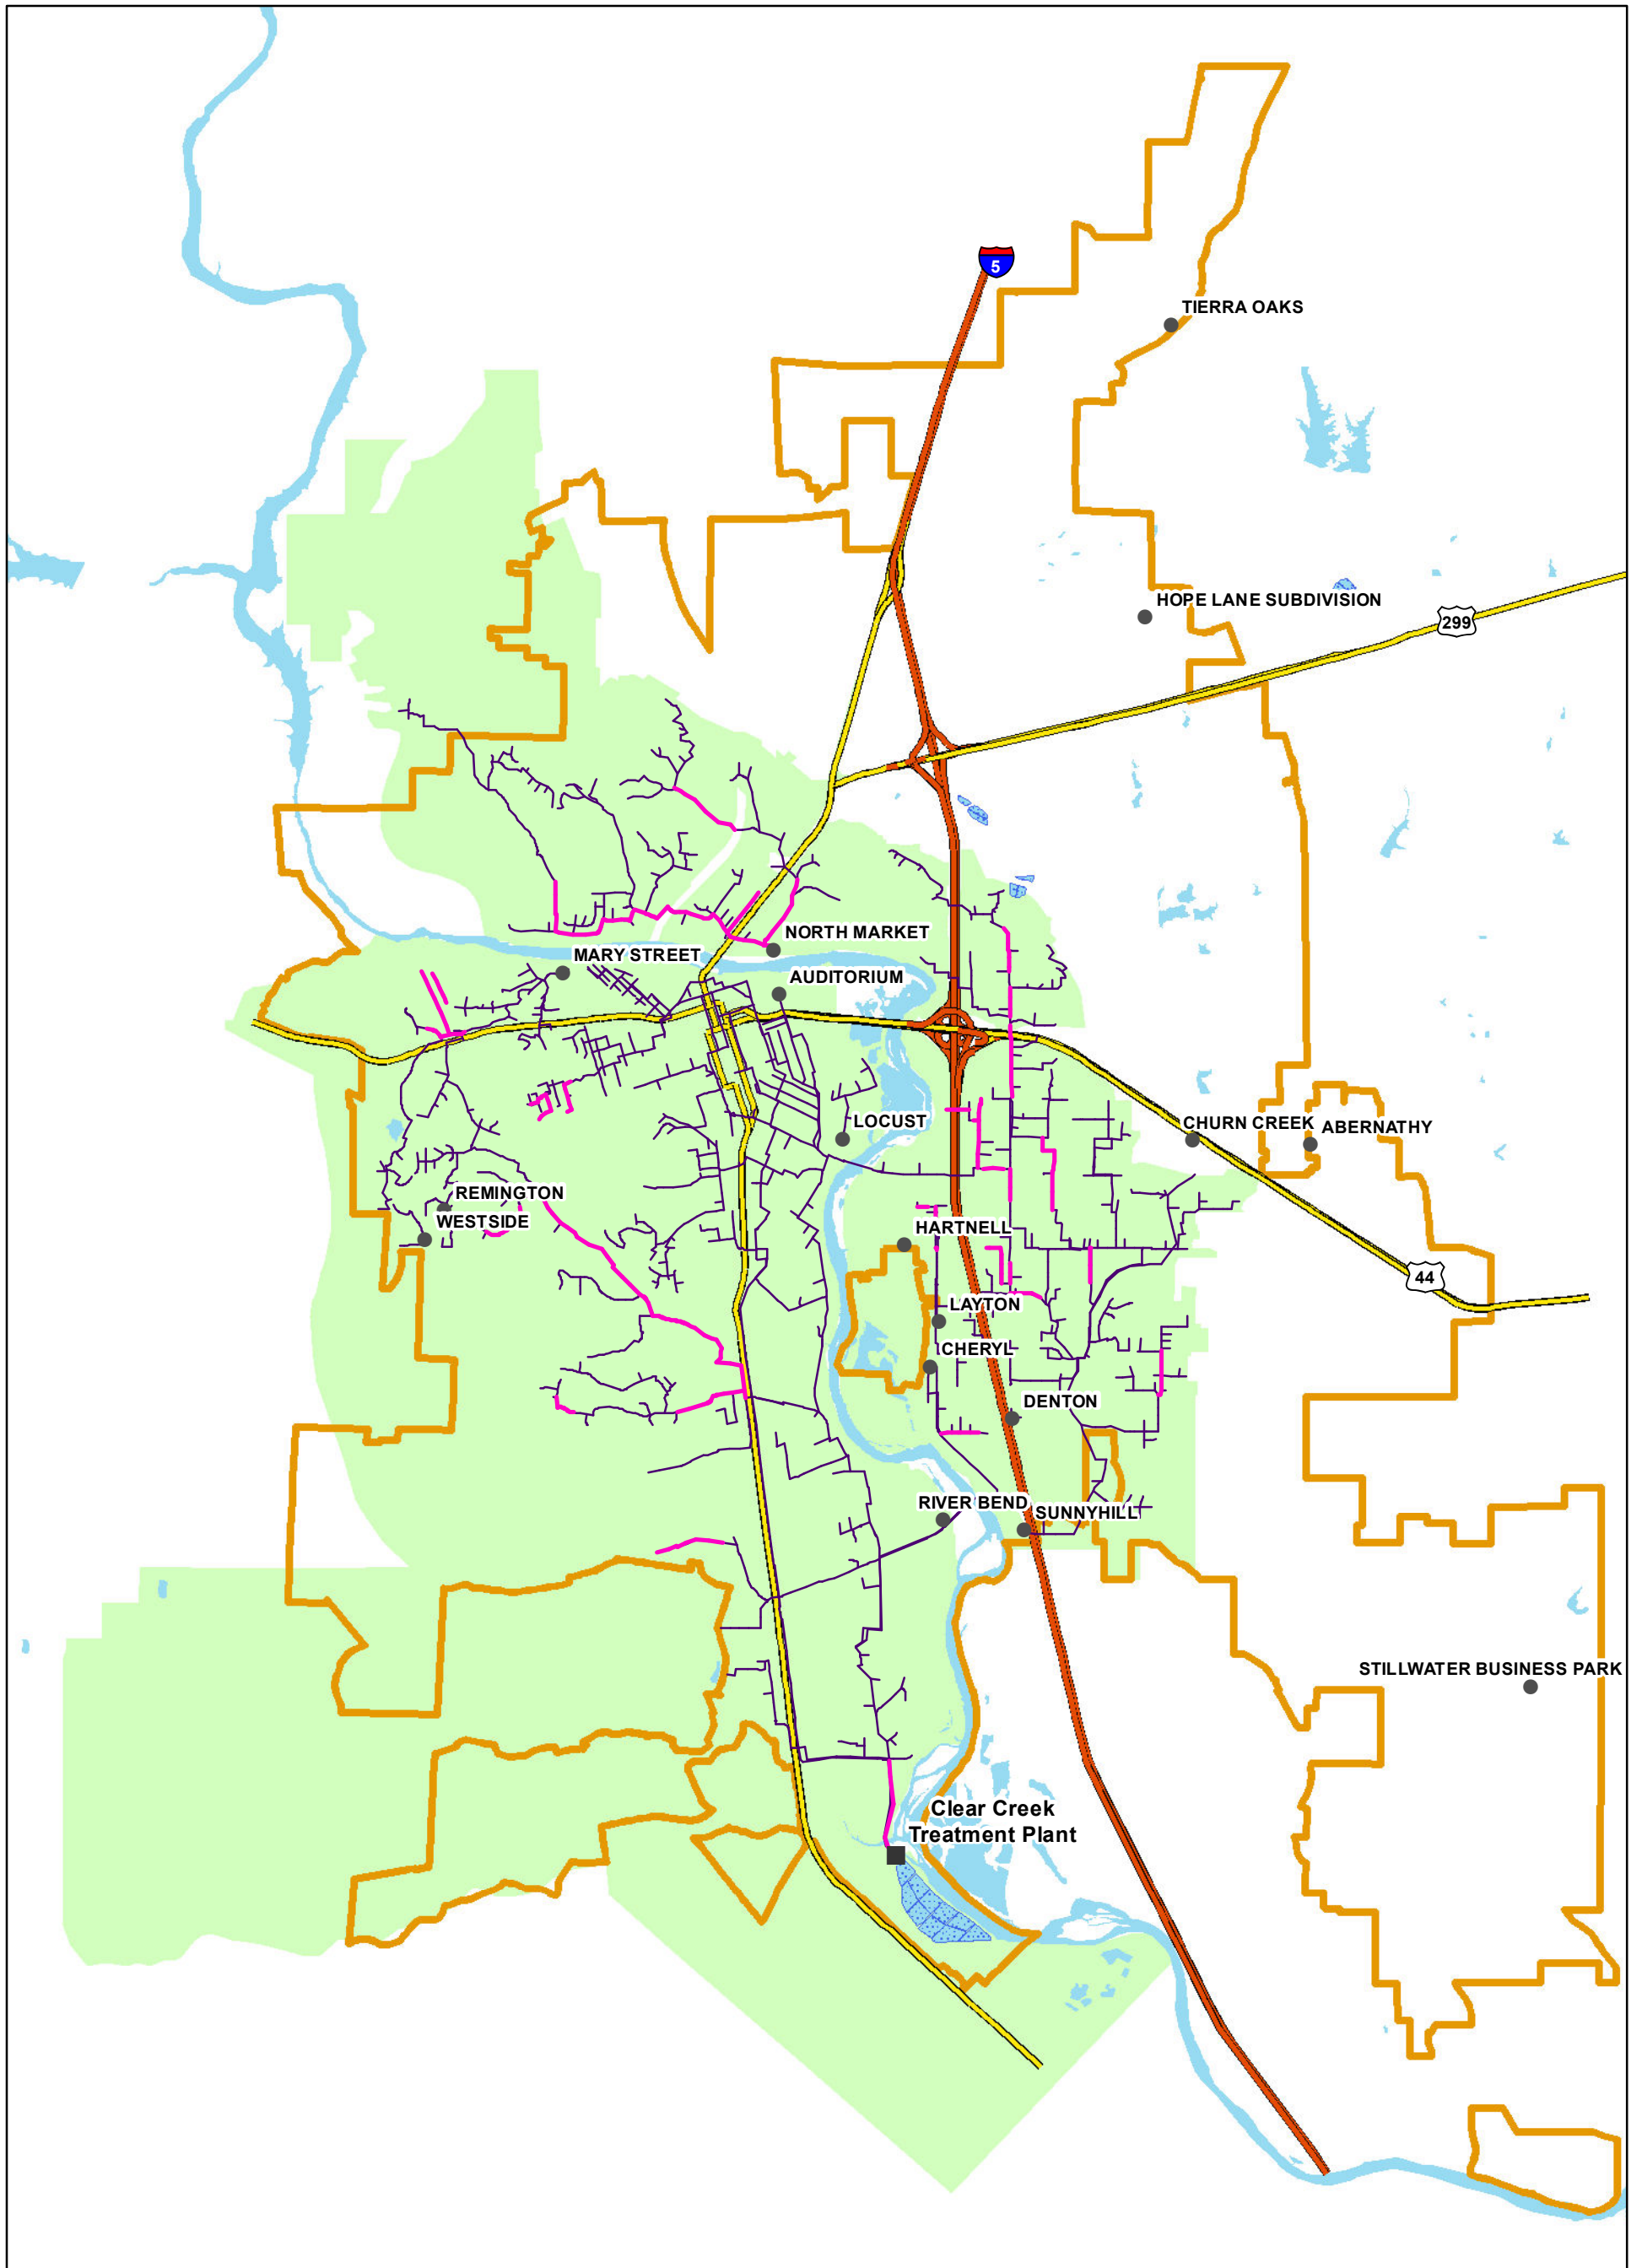 5
TIERRA OAKS
HOPE LANE SUBDIVISION
299
NORTH MARKET
MARY STREET
AUDITORIUM
LOCUST
CHURN CREEK
ABERNATHY
REMINGTON
WESTSIDE
HARTNELL
44
LAYTON
CHERYL
DENTON
RIVER BEND
SUNNYHILL
STILLWATER BUSINESS PARK
Clear Creek
Treatment Plant